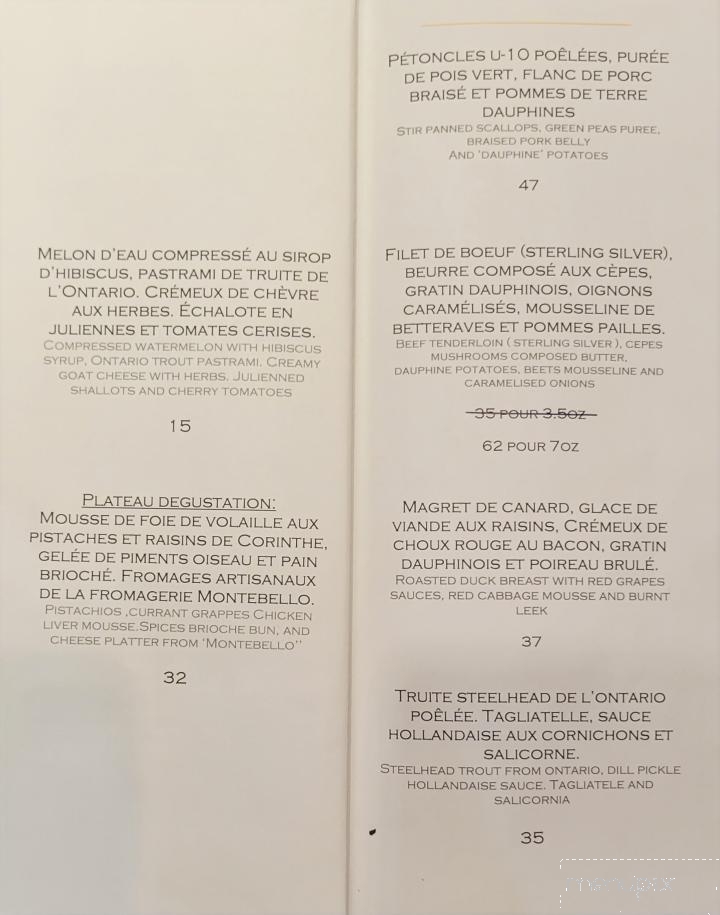 Melon d'eau compressé au sirop
d'hibiscus, pastrami de truite de
l'Ontario. Crémeux de chèvre
aux herbes. Échalote en
juliennes et tomates cerises.
Compressed watermelon with hibiscus
syrup, Ontario trout pastrami. Creamy
goat cheese with herbs. Julienned
shallots and cherry tomatoes
15
Plateau degustation:
Mousse de foie de volaille aux
pistaches et raisins de Corinthe,
gelée de piments oiseau et pain
brioché. Fromages artisanaux
de la fromagerie Montebello.
Pistachios ,currant grappes Chicken
liver mousse.Spices brioche bun, and
cheese platter from 'Montebello''
32
Pétoncles U-10 poêlées, purée
de pois vert, flanc de porc
braisé et pommes de terre
dauphines
Stir panned scallops, green peas puree,
braised pork belly
And 'dauphine' potatoes
47
Filet de boeuf (Sterling Silver),
beurre composé aux cèpes,
gratin dauphinois, oignons
caramélisés, mousseline de
betteraves et pommes pailles.
Beef tenderloin ( sterling silver ), cepes
mushrooms composed butter,
dauphine potatoes, beets mousseline and
caramelised onions
35 pour 3.5oz
62 pour 7oz
Magret de canard, glace de
viande aux raisins, Crémeux de
choux rouge au bacon, gratin
dauphinois et poireau brulé.
Roasted duck breast with red grapes
sauces, red cabbage mousse and burnt
leek
37
Truite steelhead de l'Ontario
poêlée. Tagliatelle, sauce
hollandaise aux cornichons et
salicorne.
Steelhead trout from ontario, dill pickle
hollandaise sauce. Tagliatele and
salicornia
35